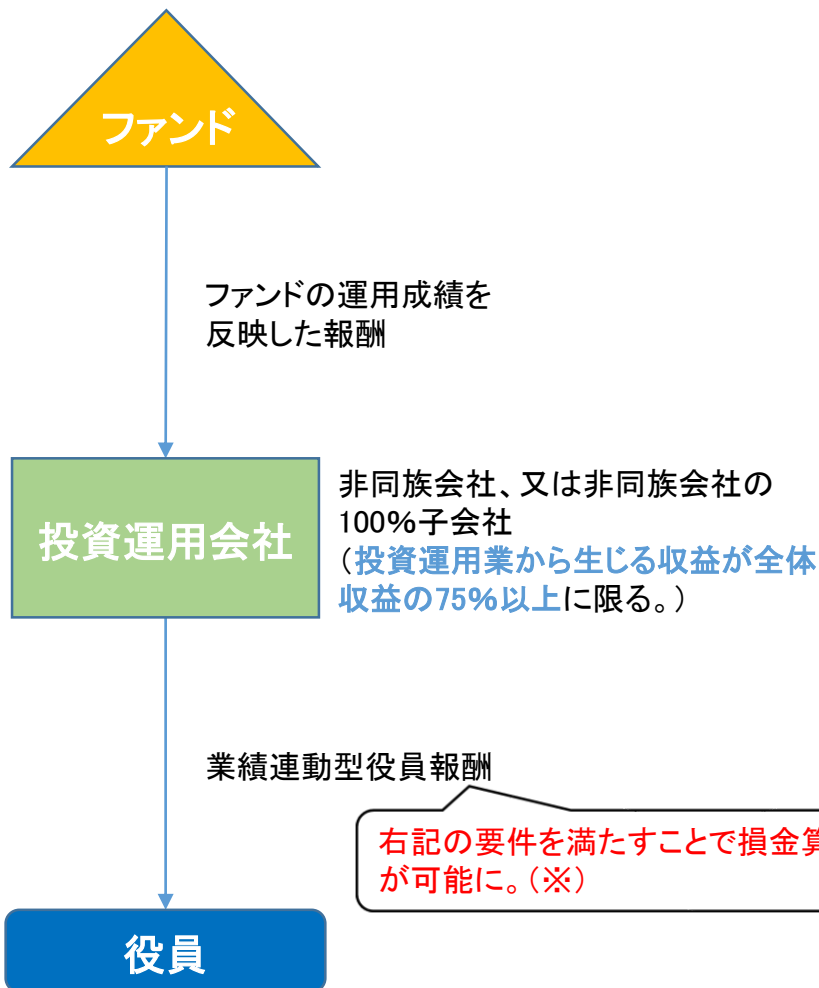 ファンド
ファンドの運用成績を
反映した報酬
投資運用会社
非同族会社、又は非同族会社の
100%子会社
（投資運用業から生じる収益が全体
収益の75%以上に限る。）
業績連動型役員報酬
右記の要件を満たすことで損金算
が可能に。（※）
役員